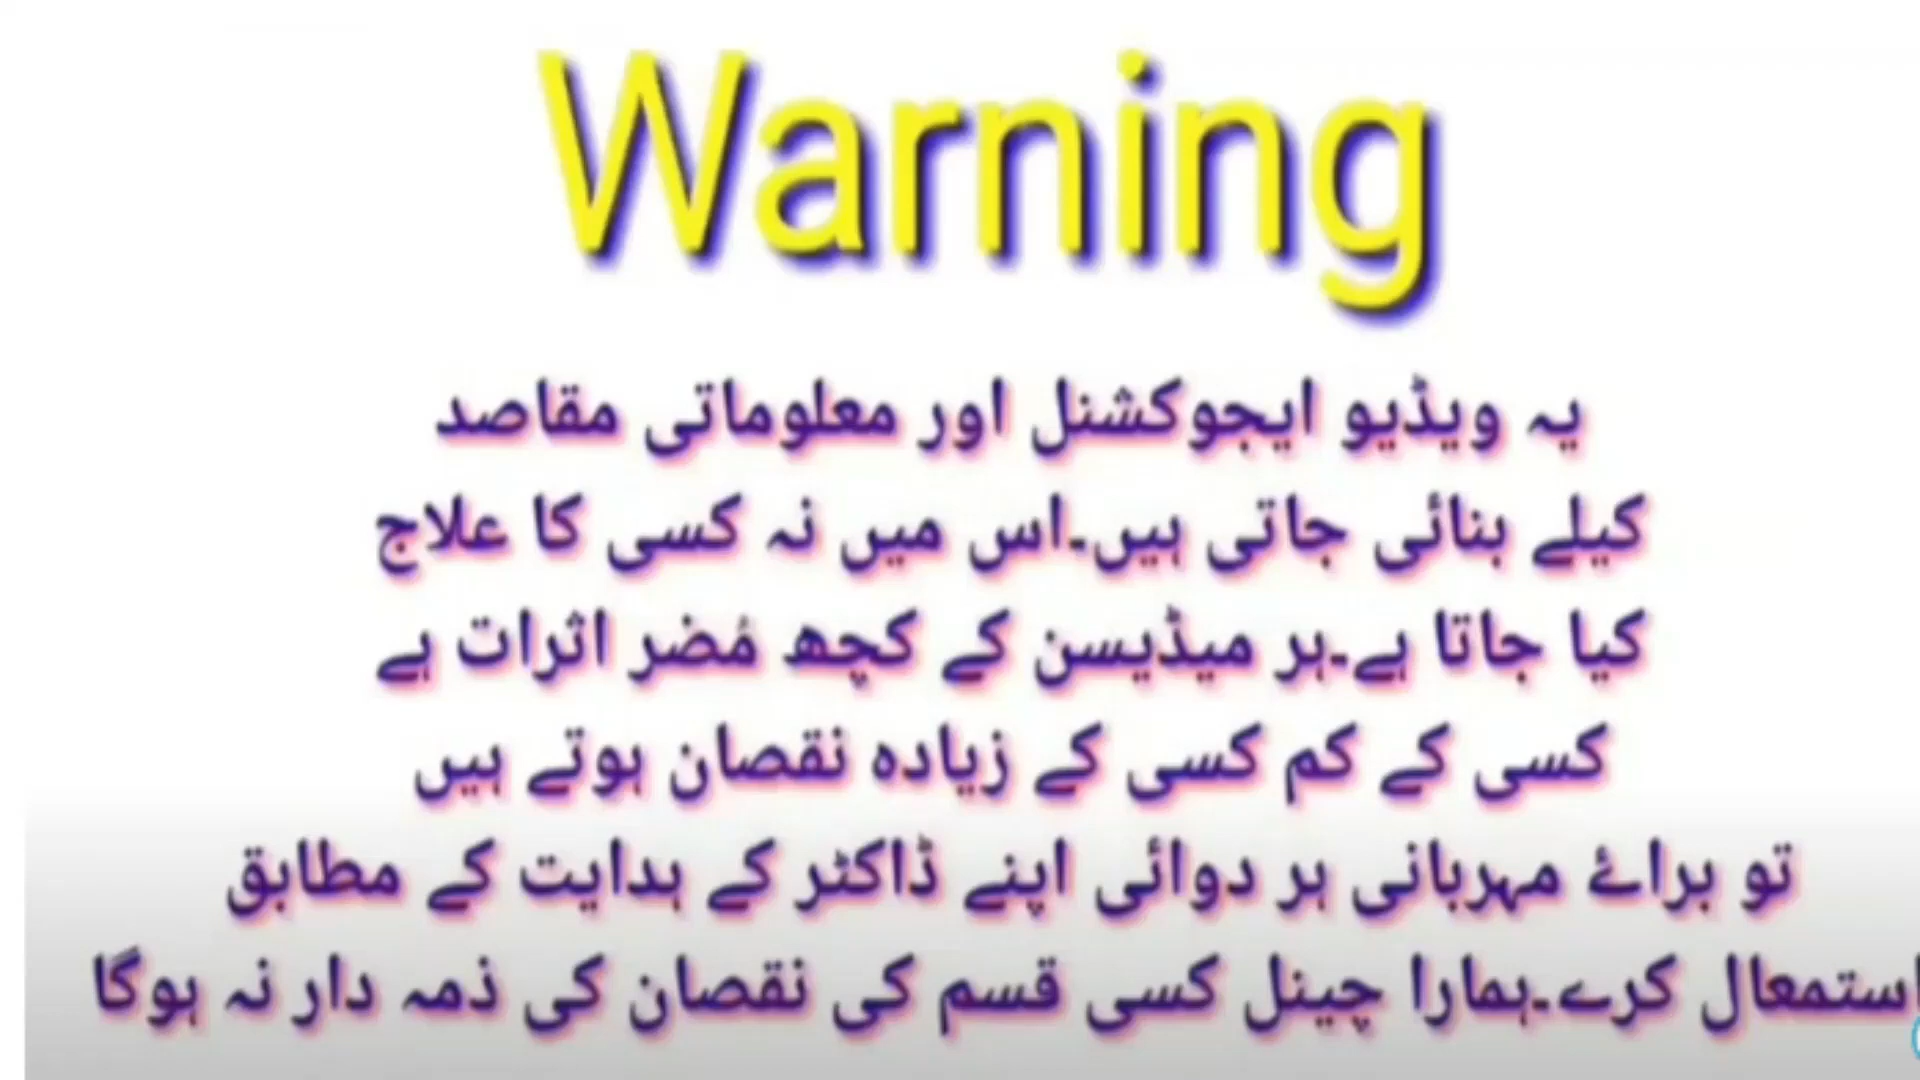 Warning
یہ ویڈیو ایجوکشنل اور معلوماتی مقاصد
کیلے بنائی جاتی ہیں۔اس میں نہ کسی کا علاج
کیا جاتا ہے۔ہر میڈیسن کے کچھ مُضر اثرات ہے
کسی کے کم کسی کے زیادہ نقصان ہوتے ہیں
تو براۓ مہربانی ہر دوائی اپنے ڈاکٹر کے ہدایت کے مطابق
استمعال کرے۔ہمارا چینل کسی قسم کی نقصان کی ذمہ دار نہ ہوگا